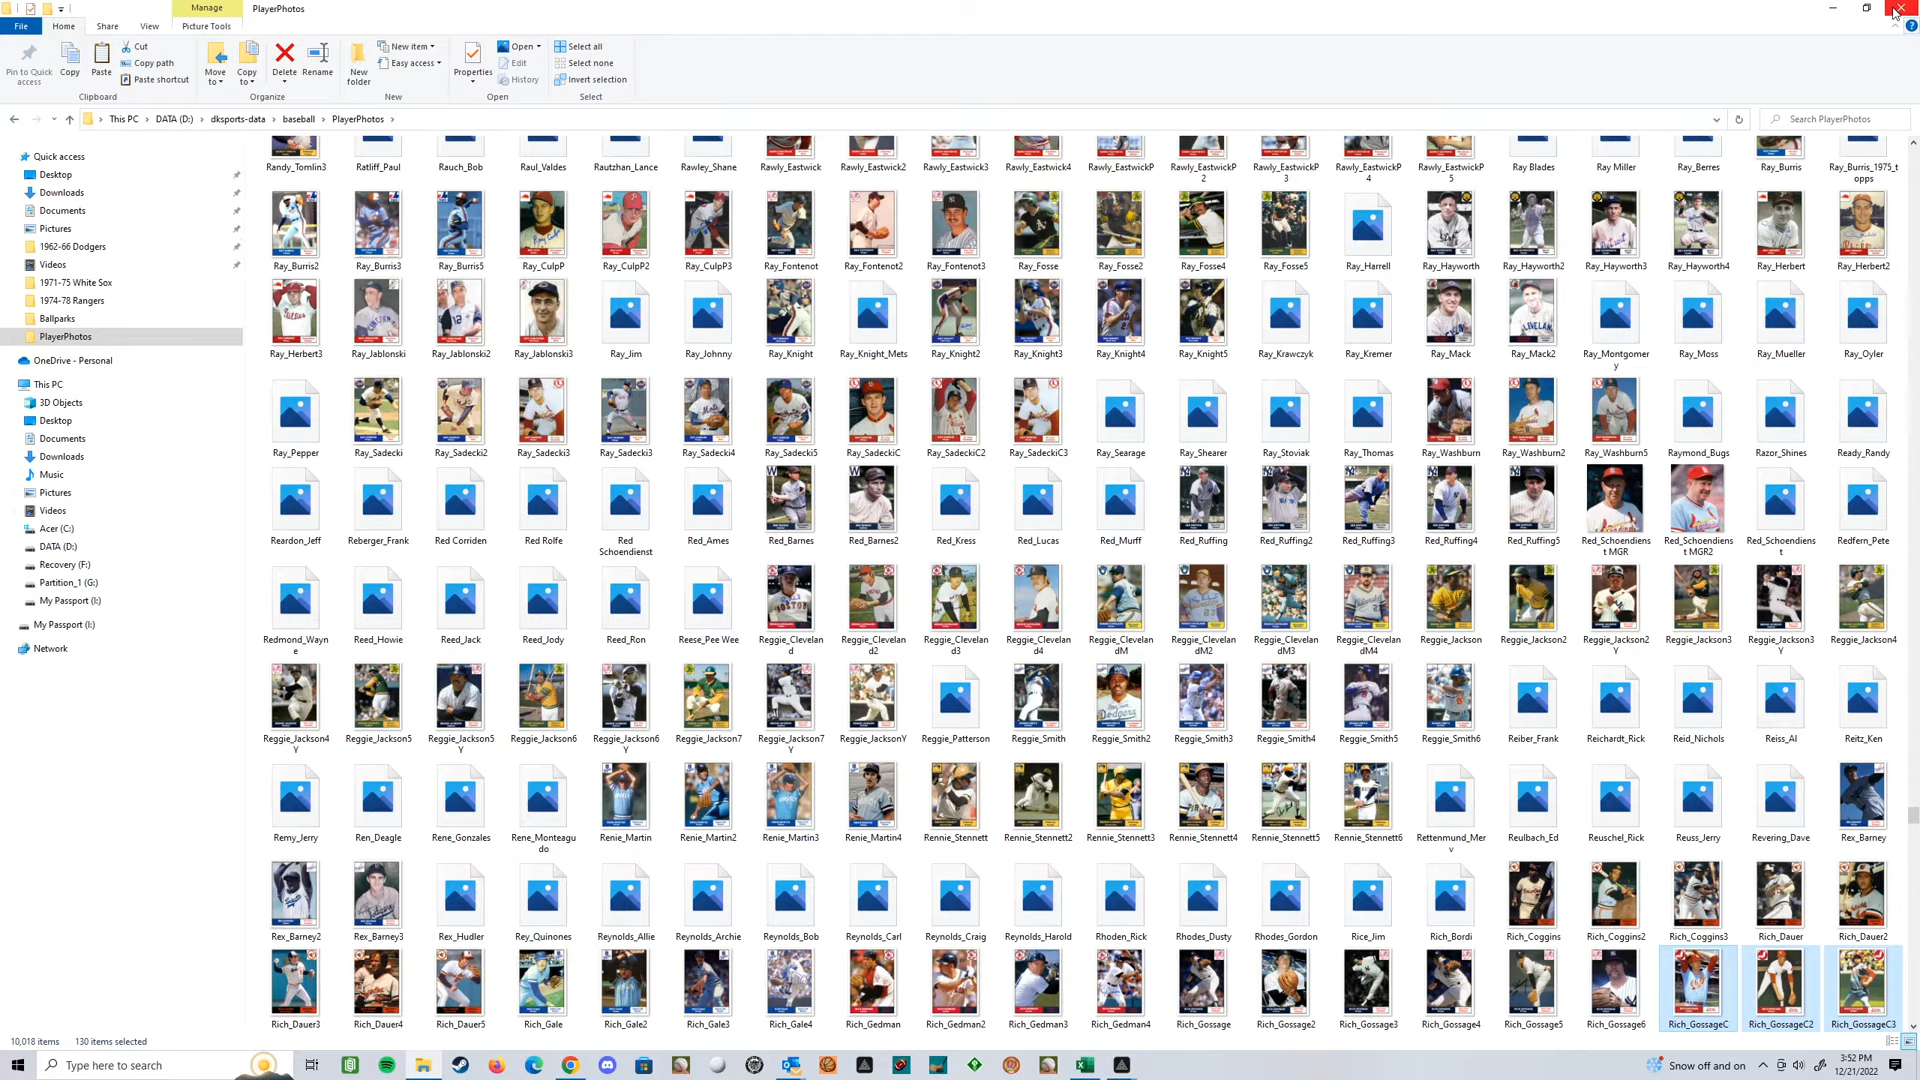 Manage
PlayerPhotos
File
Home
Share
View
Picture Tools
Pin to Quick access
Copy
Paste
Cut
Copy path
Paste shortcut
Move to
Copy to
Delete
Rename
New folder
New item
Easy access
Properties
Open
Edit
History
Select all
Select none
Invert selection
Clipboard
Organize
New
Open
Select
This PC
DATA (D:)
dksports-data
baseball
PlayerPhotos
Search PlayerPhotos
Quick access
Desktop
Downloads
Documents
Pictures
1962-66 Dodgers
Videos
1971-75 White Sox
1974-78 Rangers
Ballparks
PlayerPhotos
OneDrive - Personal
This PC
3D Objects
Desktop
Documents
Downloads
Music
Pictures
Videos
Acer (C:)
DATA (D:)
Recovery (F:)
Partition_1 (G:)
My Passport (I:)
My Passport (I:)
Network
Randy_Tomlin3 Ratliff_Paul Rauch_Bob Raul_Valdes Rautzhan_Lance Rawley_Shane Rawly_Eastwick Rawly_Eastwick2 Rawly_Eastwick3 Rawly_Eastwick4 Rawly_EastwickP Rawly_EastwickP2 Rawly_EastwickP3 Rawly_EastwickP4 Rawly_EastwickP5 Ray Blades Ray Miller Ray_Berres Ray_Burris Ray_Burris_1975_topps
Ray_Burris2 Ray_Burris3 Ray_Burris5 Ray_CulpP Ray_CulpP2 Ray_CulpP3 Ray_Fontenot Ray_Fontenot2 Ray_Fontenot3 Ray_Fosse Ray_Fosse2 Ray_Fosse4 Ray_Fosse5 Ray_Harrell Ray_Hayworth Ray_Hayworth2 Ray_Hayworth3 Ray_Hayworth4 Ray_Herbert Ray_Herbert2
Ray_Herbert3 Ray_Jablonski Ray_Jablonski2 Ray_Jablonski3 Ray_Jim Ray_Johnny Ray_Knight Ray_Knight_Mets Ray_Knight2 Ray_Knight3 Ray_Knight4 Ray_Knight5 Ray_Krawczyk Ray_Kremer Ray_Mack Ray_Mack2 Ray_Montgomery Ray_Moss Ray_Mueller Ray_Oyler
Ray_Pepper Ray_Sadecki Ray_Sadecki2 Ray_Sadecki3 Ray_Sadecki3 Ray_Sadecki4 Ray_Sadecki5 Ray_SadeckiC Ray_SadeckiC2 Ray_SadeckiC3 Ray_Searage Ray_Shearer Ray_Stoviak Ray_Thomas Ray_Washburn Ray_Washburn2 Ray_Washburn5 Raymond_Bugs Razor_Shines Ready_Randy
Reardon_Jeff Reberger_Frank Red Corriden Red Rolfe Red Schoendienst Red_Ames Red_Barnes Red_Barnes2 Red_Kress Red_Lucas Red_Murff Red_Ruffing Red_Ruffing2 Red_Ruffing3 Red_Ruffing4 Red_Ruffing5 Red_Schoendienst MGR Red_Schoendienst MGR2 Red_Schoendienst Redfern_Pete
Redmond_Wayne Reed_Howie Reed_Jack Reed_Jody Reed_Ron Reese_Pee Wee Reggie_Cleveland Reggie_Cleveland2 Reggie_Cleveland3 Reggie_Cleveland4 Reggie_ClevelandM Reggie_ClevelandM2 Reggie_ClevelandM3 Reggie_ClevelandM4 Reggie_Jackson Reggie_Jackson2 Reggie_Jackson2Y Reggie_Jackson3 Reggie_Jackson3Y Reggie_Jackson4
Reggie_Jackson4Y Reggie_Jackson5 Reggie_Jackson5Y Reggie_Jackson6 Reggie_Jackson6Y Reggie_Jackson7 Reggie_Jackson7Y Reggie_JacksonY Reggie_Patterson Reggie_Smith Reggie_Smith2 Reggie_Smith3 Reggie_Smith4 Reggie_Smith5 Reggie_Smith6 Reiber_Frank Reichardt_Rick Reid_Nichols Reiss_Al Reitz_Ken
Remy_Jerry Ren_Deagle Rene_Gonzales Rene_Monteagudo Renie_Martin Renie_Martin2 Renie_Martin3 Renie_Martin4 Rennie_Stennett Rennie_Stennett2 Rennie_Stennett3 Rennie_Stennett4 Rennie_Stennett5 Rennie_Stennett6 Rettenmund_Merv Reulbach_Ed Reuschel_Rick Reuss_Jerry Revering_Dave Rex_Barney
Rex_Barney2 Rex_Barney3 Rex_Hudler Rey_Quinones Reynolds_Allie Reynolds_Archie Reynolds_Bob Reynolds_Carl Reynolds_Craig Reynolds_Harold Rhoden_Rick Rhodes_Dusty Rhodes_Gordon Rice_Jim Rich_Bordi Rich_Coggins Rich_Coggins2 Rich_Coggins3 Rich_Dauer Rich_Dauer2
Rich_Dauer3 Rich_Dauer4 Rich_Dauer5 Rich_Gale Rich_Gale2 Rich_Gale3 Rich_Gale4 Rich_Gedman Rich_Gedman2 Rich_Gedman3 Rich_Gedman4 Rich_Gossage Rich_Gossage2 Rich_Gossage3 Rich_Gossage4 Rich_Gossage5 Rich_Gossage6 Rich_GossageC Rich_GossageC2 Rich_GossageC3
10,018 items
130 items selected
Type here to search
Snow off and on
3:52 PM
12/21/2022